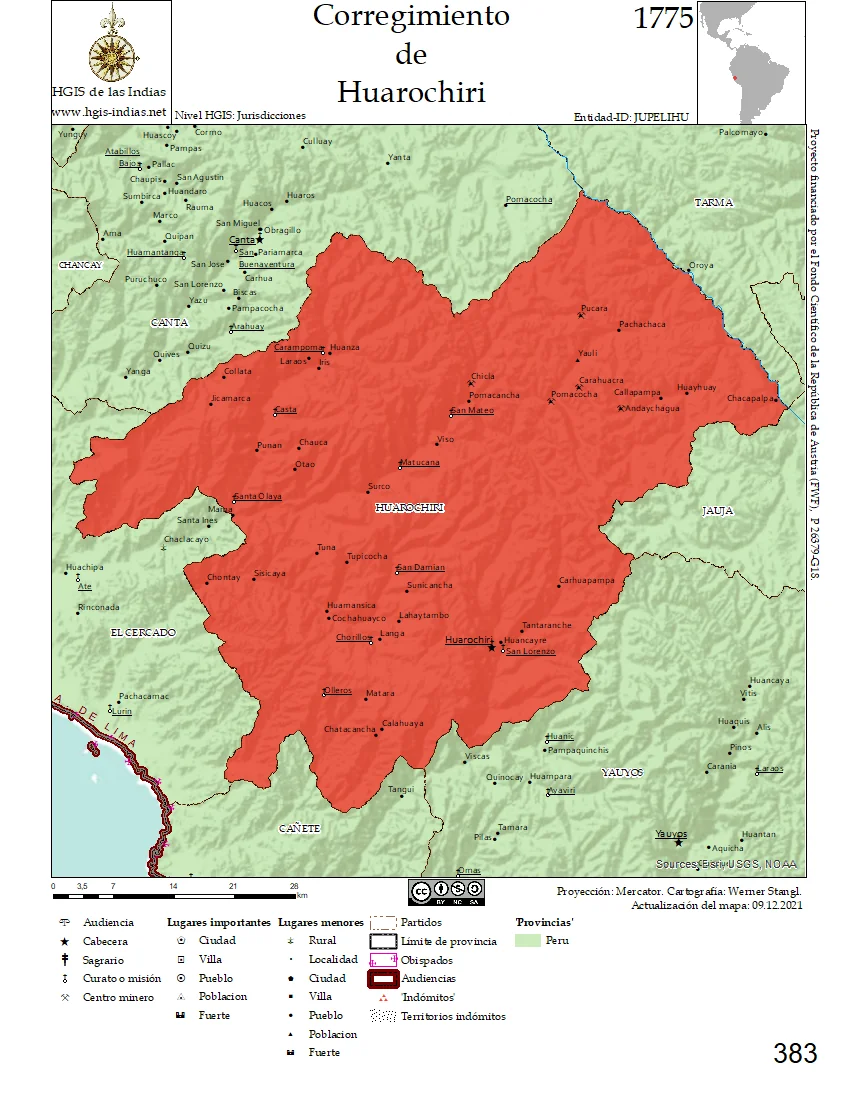 Corregimiento
de
Huarochiri
1775
HGIS de las Indias
www.hgis-indias.net
Nivel HGIS: Jurisdicciones
Entidad-ID: JUPELIHU
Yunguy
Huascoy
Cormo
Culluay
Palcomayo
Atabillos
Bajos
Pampas
Pallac
Yanta
Chaupis
San Agustin
Sumbirca
Huandaro
Rauma
Huacos
Huaros
Pomacocha
TARMA
Marco
San Miguel
Obragillo
Ama
Quipan
Canta
Huamantanga
San
Buenaventura
Pariamarca
San Jose
CHANCAY
Oroya
Puruchuco
San Lorenzo
Carhua
Biscas
Yazu
Pampacocha
Pucara
CANTA
Arahuay
Pachachaca
Quives
Quizu
Carampoma
Huanza
Laraos
Iris
Yauli
Yanga
Collata
Chicla
Carahuacra
Jicamarca
Pomacancha
Pomacocha
Callapampa
Huayhuay
Chacapalpa
Casta
San Mateo
Andaychagua
Punan
Chauca
Viso
Otao
Matucana
Surco
Santa Olaya
HUAROCHIRI
JAUJA
Mama
Santa Ines
Chaclacayo
Tuna
Tupicocha
Huachipa
Ate
Chontay
Sisicaya
San Damian
Sunicancha
Carhuapampa
Rinconada
Huamansica
Cochahuayco
Lahaytambo
EL CERCADO
Tantaranche
Chorillos
Langa
Huarochiri
Huancayre
San Lorenzo
Pachacamac
Lurin
Olleros
Matara
Huancaya
Vitis
A. DE LIMA
Chatacancha
Calahuaya
Huanic
Pampaquinchis
Huaquis
Alis
Viscas
Pinos
Quinocay
Huampara
YAUYOS
Carania
Laraos
Tangui
Ayaviri
CAÑETE
Tamara
Pilas
Yauyos
Huantan
Aquicha
Omas
Sources: Esri, USGS, NOAA
Proyecto financiado por el Fondo Científico de la República de Austria (FWF), P 26379-G18.
0 3,5 7 14 21 28
km
CC BY NC SA
Proyección: Mercator. Cartografía: Werner Stangl.
Actualización del mapa: 09.12.2021
Audiencia
Cabecera
Sagrario
Curato o misión
Centro minero
Lugares importantes
Ciudad
Villa
Pueblo
Poblacion
Fuerte
Lugares menores
Rural
Localidad
Ciudad
Villa
Pueblo
Poblacion
Fuerte
Partidos
Límite de provincia
Obispados
Audiencias
'Indómitos'
Territorios indómitos
'Provincias'
Peru
383